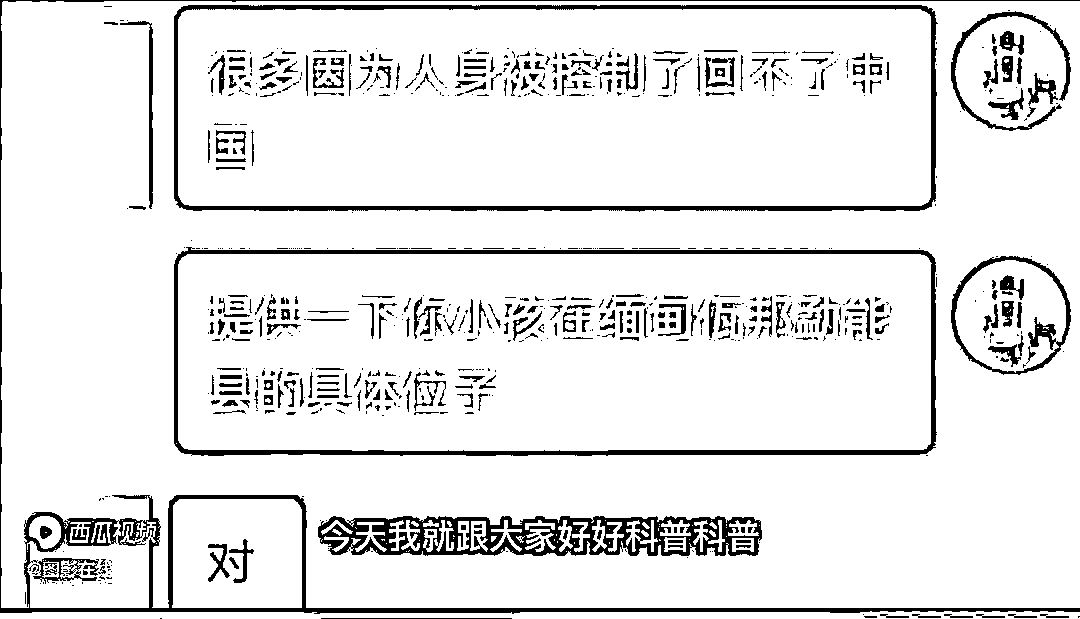 很多因为人身被控制了回不了中
国
提供一下你小孩在缅甸佤邦勐能
县的具体位子
西瓜视频
今天我就跟大家好好科普科普
对
@图影在线